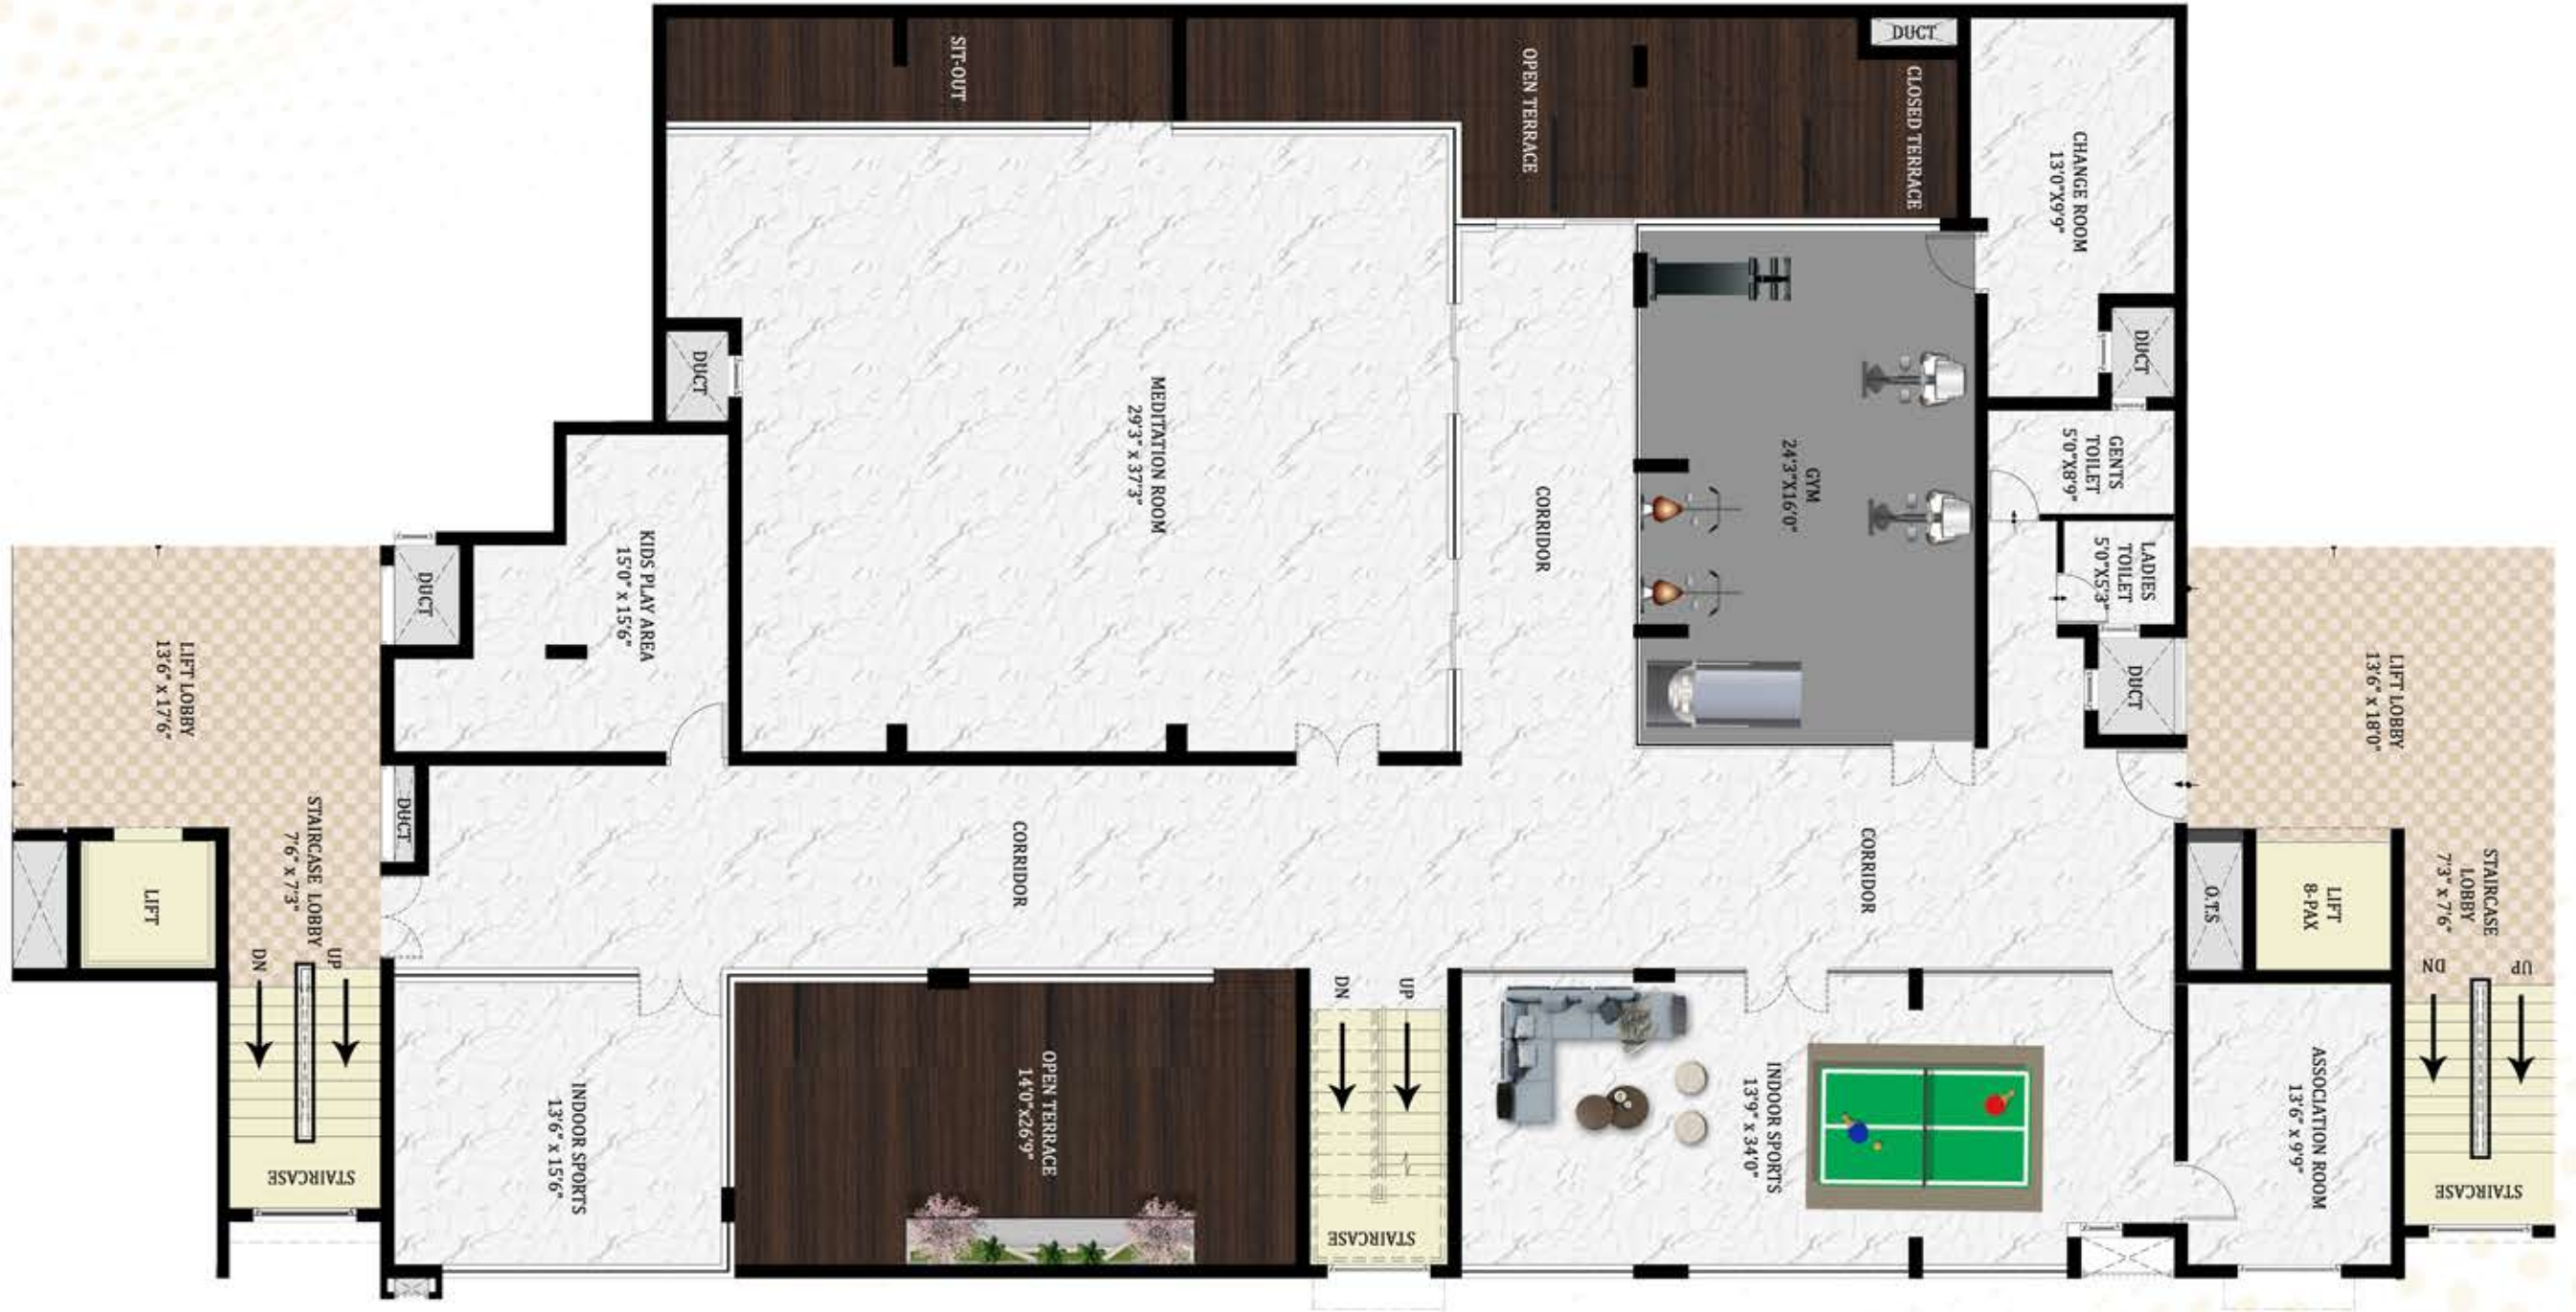 SIT-OUT
OPEN TERRACE
DUCT
CLOSED TERRACE
CHANGE ROOM
13'0"X9'9"
DUCT
DUCT
MEDITATION ROOM
29'3" x 37'3"
CORRIDOR
GYM
24'3"X16'0"
GENTS
TOILET
5'0"X8'9"
LADIES
TOILET
5'0"X5'3"
DUCT
KIDS PLAY AREA
15'0" x 15'6"
DUCT
LIFT LOBBY
13'6" x 17'6"
LIFT LOBBY
13'6" x 18'0"
DUCT
STAIRCASE LOBBY
7'6" x 7'3"
LIFT
CORRIDOR
CORRIDOR
O.T.S
LIFT
8-PAX
STAIRCASE
LOBBY
7'3" x 7'6"
DN
UP
DN
UP
DN
UP
STAIRCASE
INDOOR SPORTS
13'6" x 15'6"
OPEN TERRACE
14'0"x26'9"
STAIRCASE
INDOOR SPORTS
13'9" x 34'0"
ASSOCIATION ROOM
13'6" x 9'9"
STAIRCASE